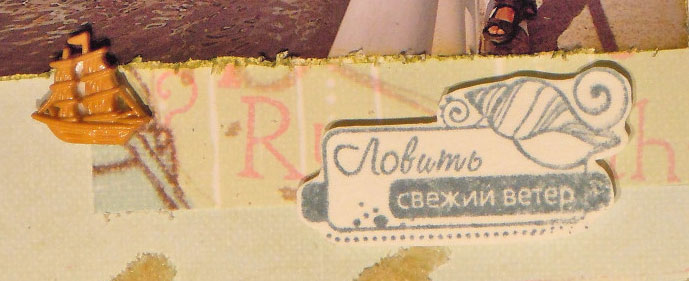 Ловить
свежий ветер